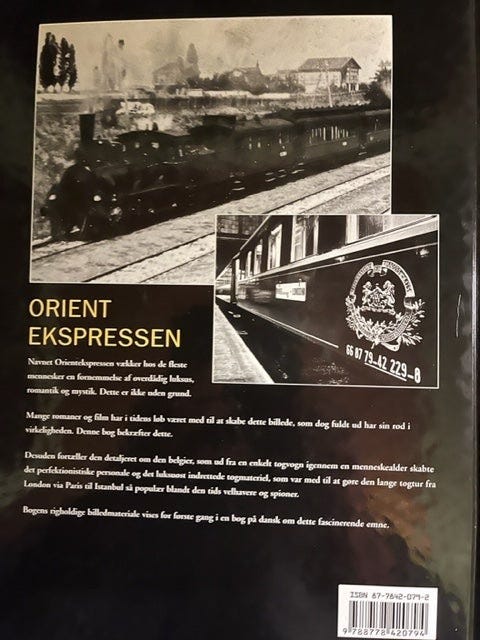 66 87 79-42 229-8
ORIENT
EKSPRESSEN
Navnet Orientekspressen vækker hos de fleste
mennesker en fornemmelse af overdådig luksus,
romantik og mystik. Dette er ikke uden grund.
Mange romaner og film har i tidens løb været med til at skabe dette billede, som dog fuldt ud har sin rod i
virkeligheden. Denne bog bekræfter dette.
Desuden fortæller den detaljeret om den belgier, som ud fra en enkelt togvogn igennem en menneskealder skabte
det perfektionistiske personale og det luksuøst indrettede togmateriel, som var med til at gøre den lange togtur fra
London via Paris til Istanbul så populær blandt den tids velhavere og spioner.
Bogens righoldige billedmateriale vises for første gang i en bog på dansk om dette fascinerende emne.
ISBN 87-7842-079-2
9 788778 420794